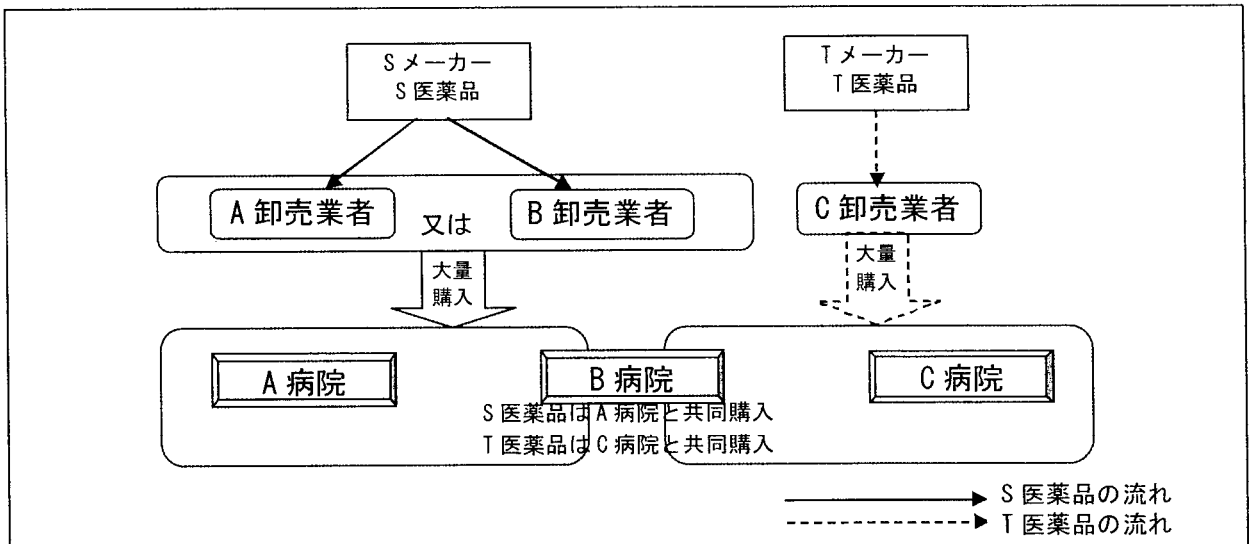 Sメーカー
S医薬品
Tメーカー
T医薬品
A卸売業者
又は
B卸売業者
C卸売業者
大量
購入
大量
購入
A病院
B病院
C病院
S医薬品はA病院と共同購入
T医薬品はC病院と共同購入
S医薬品の流れ
T医薬品の流れ